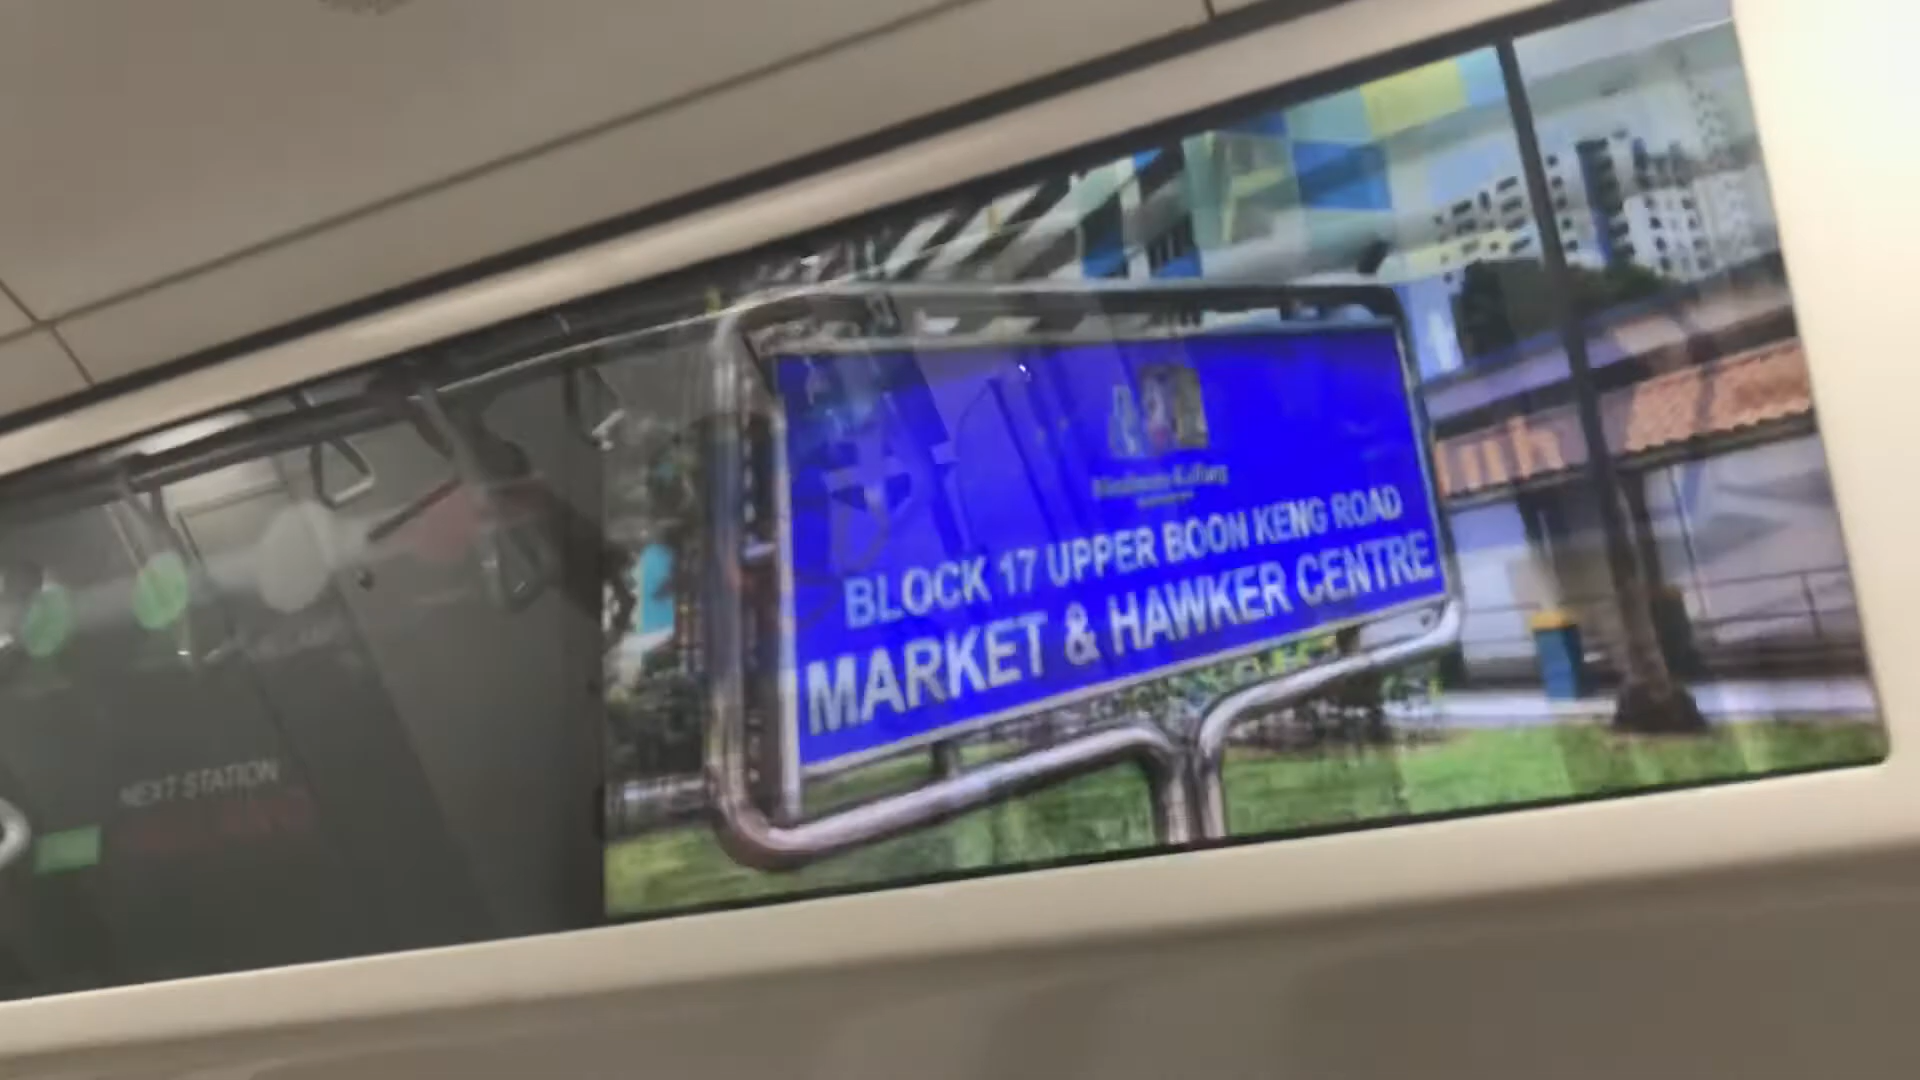 BLOCK 17 UPPER BOON KENG ROAD
MARKET & HAWKER CENTRE
NEXT STATION